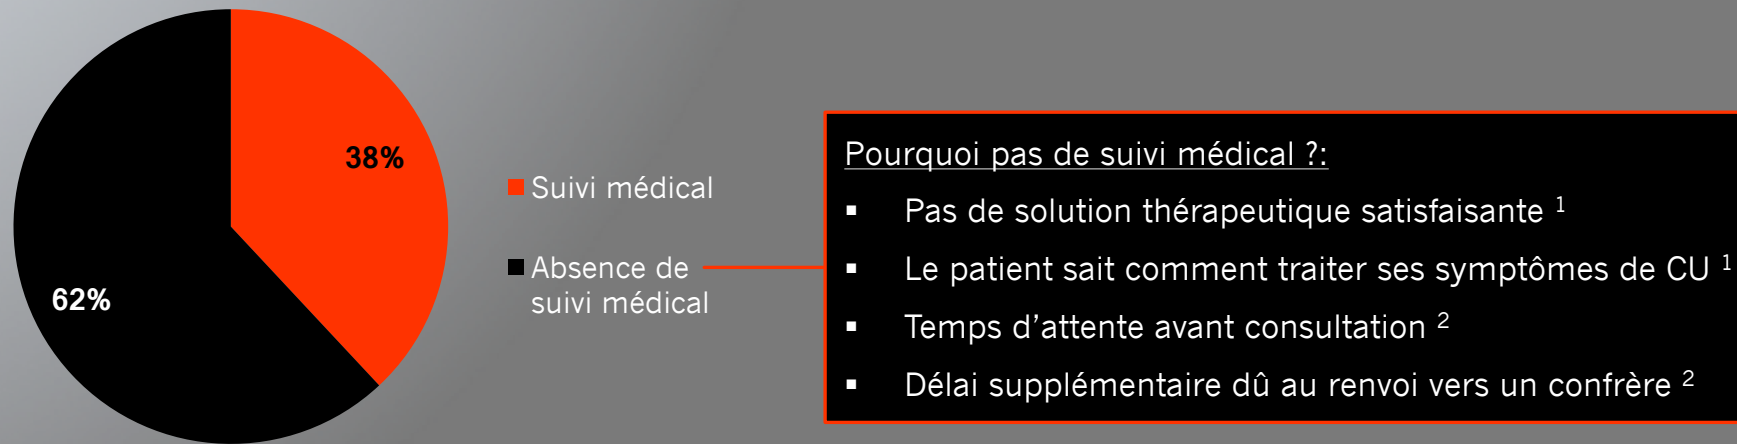 38%
62%
Suivi médical
Absence de
suivi médical
Pourquoi pas de suivi médical ?:
▪ Pas de solution thérapeutique satisfaisante ¹
▪ Le patient sait comment traiter ses symptômes de CU ¹
▪ Temps d’attente avant consultation ²
▪ Délai supplémentaire dû au renvoi vers un confrère ²